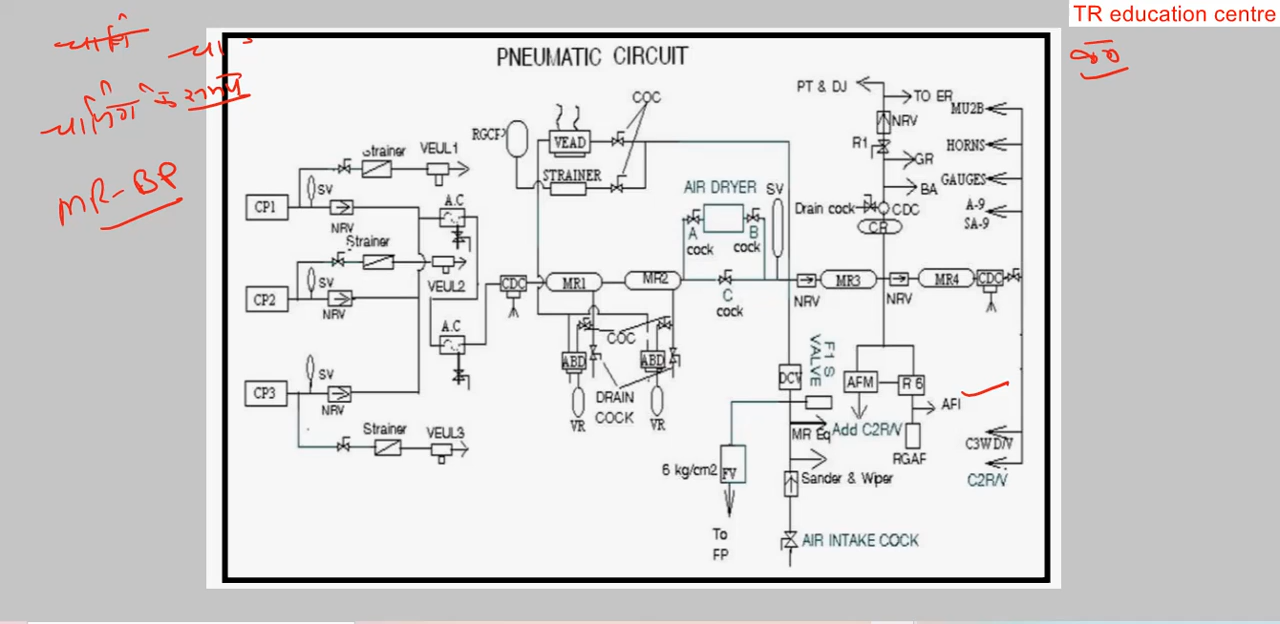 TR education centre
PNEUMATIC CIRCUIT
MR-BP
COC
PT & DJ
TO ER
MU2B
NRV
RGCP
VEAD
R1
HORNS
Strainer
VEUL1
GR
STRAINER
AIR DRYER
SV
GAUGES
SV
BA
CP1
A.C
Drain cock
CDC
A-9
SA-9
NRV
A
cock
B
cock
CR
Strainer
SV
CDC
MR1
MR2
MR3
MR4
CDC
CP2
VEUL2
C
cock
NRV
NRV
NRV
A.C
COC
F1 S
VALVE
SV
ABD
ABD
DCV
AFM
R 6
CP3
DRAIN
COCK
AFI
NRV
VR
VR
Strainer
VEUL3
MR Eq
Add C2R/V
C3W D/V
RGAF
6 kg/cm2
FV
Sander & Wiper
C2R/V
To
FP
AIR INTAKE COCK